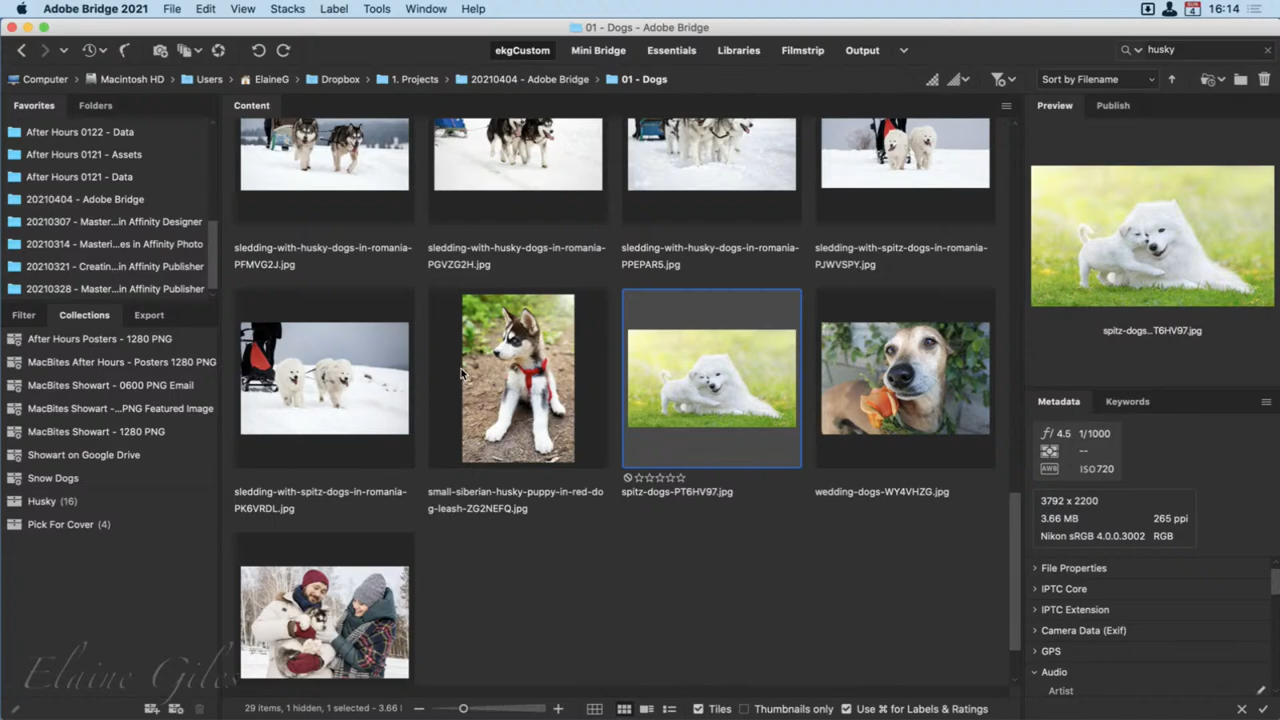 Adobe Bridge 2021 File Edit View Stacks Label Tools Window Help 4 16:14
01 - Dogs - Adobe Bridge
ekgCustom Mini Bridge Essentials Libraries Filmstrip Output husky
Computer Macintosh HD Users ElaineG Dropbox 1. Projects 20210404 - Adobe Bridge 01 - Dogs Sort by Filename
Favorites Folders
After Hours 0122 - Data
After Hours 0121 - Assets
After Hours 0121 - Data
20210404 - Adobe Bridge
20210307 - Master...in Affinity Designer
20210314 - Masteri...es in Affinity Photo
20210321 - Creatin...in Affinity Publisher
20210328 - Master...in Affinity Publisher
Filter Collections Export
After Hours Posters - 1280 PNG
MacBites After Hours - Posters 1280 PNG
MacBites Showart - 0600 PNG Email
MacBites Showart -...PNG Featured Image
MacBites Showart - 1280 PNG
Showart on Google Drive
Snow Dogs
Husky (16)
Pick For Cover (4)
Content
sledding-with-husky-dogs-in-romania-
PFMVG2J.jpg
sledding-with-husky-dogs-in-romania-
PGVZG2H.jpg
sledding-with-husky-dogs-in-romania-
PPEPAR5.jpg
sledding-with-spitz-dogs-in-romania-
PJWVSPY.jpg
sledding-with-spitz-dogs-in-romania-
PK6VRDL.jpg
small-siberian-husky-puppy-in-red-do
g-leash-ZG2NEFQ.jpg
spitz-dogs-PT6HV97.jpg
wedding-dogs-WY4VHZG.jpg
Preview Publish
spitz-dogs...T6HV97.jpg
Metadata Keywords
f/ 4.5 1/1000
--
AWB ISO720
3792 x 2200
3.66 MB 265 ppi
Nikon sRGB 4.0.0.3002 RGB
File Properties
IPTC Core
IPTC Extension
Camera Data (Exif)
GPS
Audio
Artist
Elaine Giles
29 items, 1 hidden, 1 selected - 3.66 l Tiles Thumbnails only Use ⌘ for Labels & Ratings